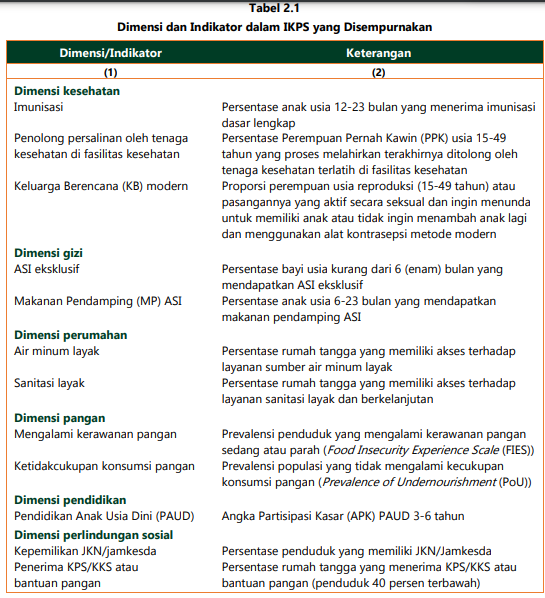 Tabel 2.1
Dimensi dan Indikator dalam IKPS yang Disempurnakan
Dimensi/Indikator Keterangan
(1) (2)
Dimensi kesehatan
Imunisasi Persentase anak usia 12-23 bulan yang menerima imunisasi
dasar lengkap
Penolong persalinan oleh tenaga Persentase Perempuan Pernah Kawin (PPK) usia 15-49
kesehatan di fasilitas kesehatan tahun yang proses melahirkan terakhirnya ditolong oleh
tenaga kesehatan terlatih di fasilitas kesehatan
Keluarga Berencana (KB) modern Proporsi perempuan usia reproduksi (15-49 tahun) atau
pasangannya yang aktif secara seksual dan ingin menunda
untuk memiliki anak atau tidak ingin menambah anak lagi
dan menggunakan alat kontrasepsi metode modern
Dimensi gizi
ASI eksklusif Persentase bayi usia kurang dari 6 (enam) bulan yang
mendapatkan ASI eksklusif
Makanan Pendamping (MP) ASI Persentase anak usia 6-23 bulan yang mendapatkan
makanan pendamping ASI
Dimensi perumahan
Air minum layak Persentase rumah tangga yang memiliki akses terhadap
layanan sumber air minum layak
Sanitasi layak Persentase rumah tangga yang memiliki akses terhadap
layanan sanitasi layak dan berkelanjutan
Dimensi pangan
Mengalami kerawanan pangan Prevalensi penduduk yang mengalami kerawanan pangan
sedang atau parah (Food Insecurity Experience Scale (FIES))
Ketidakcukupan konsumsi pangan Prevalensi populasi yang tidak mengalami kecukupan
konsumsi pangan (Prevalence of Undernourishment (PoU))
Dimensi pendidikan
Pendidikan Anak Usia Dini (PAUD) Angka Partisipasi Kasar (APK) PAUD 3-6 tahun
Dimensi perlindungan sosial
Kepemilikan JKN/jamkesda Persentase penduduk yang memiliki JKN/Jamkesda
Penerima KPS/KKS atau Persentase rumah tangga yang menerima KPS/KKS atau
bantuan pangan bantuan pangan (penduduk 40 persen terbawah)